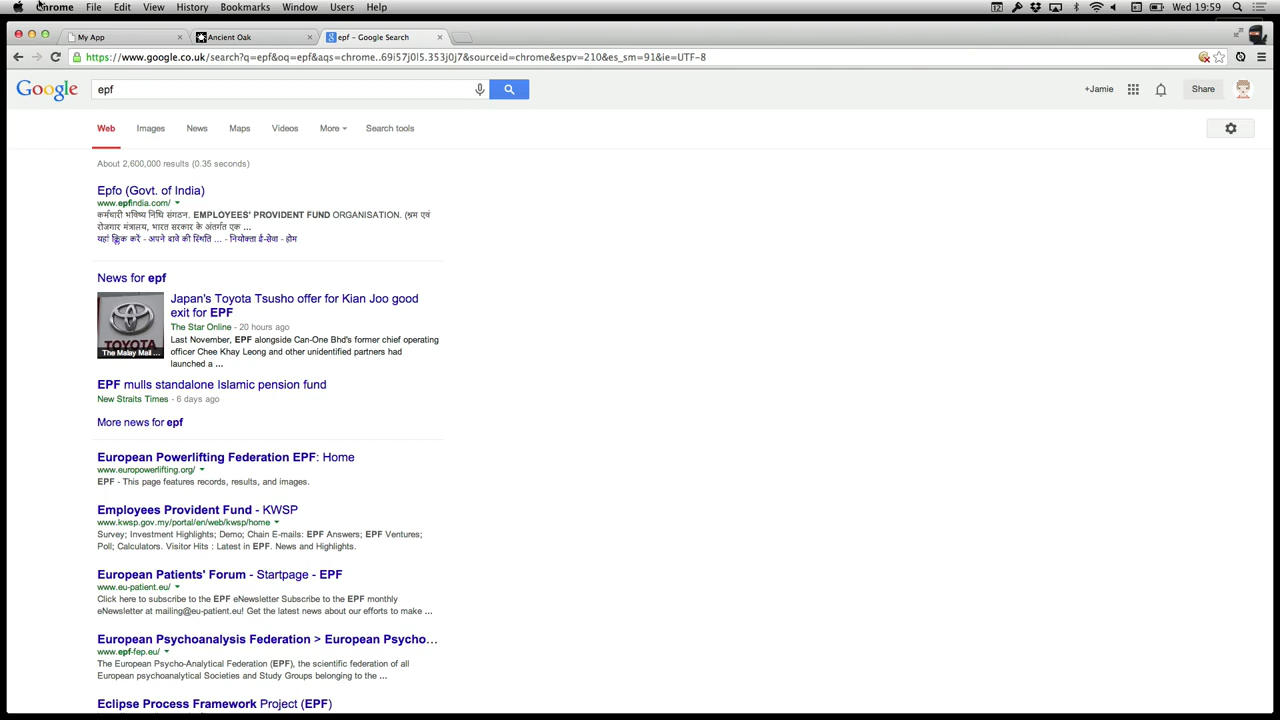 Chrome File Edit View History Bookmarks Window Users Help Wed 19:59
My App Ancient Oak epf - Google Search
https://www.google.co.uk/search?q=epf&oq=epf&aqs=chrome..69i57j0l5.353j0j7&sourceid=chrome&espv=210&es_sm=91&ie=UTF-8
Google epf +Jamie Share
Web Images News Maps Videos More Search tools
About 2,600,000 results (0.35 seconds)
Epfo (Govt. of India)
www.epfindia.com/
कर्मचारी भविष्य निधि संगठन. EMPLOYEES' PROVIDENT FUND ORGANISATION. (श्रम एवं
रोजगार मंत्रालय, भारत सरकार के अंतर्गत एक ...
यहां क्लिक करें - अपने दावे की स्थिति ... - नियोक्ता ई-सेवा - होम
News for epf
Japan's Toyota Tsusho offer for Kian Joo good
exit for EPF
The Star Online - 20 hours ago
Last November, EPF alongside Can-One Bhd's former chief operating
officer Chee Khay Leong and other unidentified partners had
launched a ...
TOYOTA
The Malay Mail ...
EPF mulls standalone Islamic pension fund
New Straits Times - 6 days ago
More news for epf
European Powerlifting Federation EPF: Home
www.europowerlifting.org/
EPF - This page features records, results, and images.
Employees Provident Fund - KWSP
www.kwsp.gov.my/portal/en/web/kwsp/home
Survey; Investment Highlights; Demo; Chain E-mails: EPF Answers; EPF Ventures;
Poll; Calculators. Visitor Hits : Latest in EPF. News and Highlights.
European Patients' Forum - Startpage - EPF
www.eu-patient.eu/
Click here to subscribe to the EPF eNewsletter Subscribe to the EPF monthly
eNewsletter at mailing@eu-patient.eu! Get the latest news about our efforts to make ...
European Psychoanalysis Federation > European Psycho...
www.epf-fep.eu/
The European Psycho-Analytical Federation (EPF), the scientific federation of all
European psychoanalytical Societies and Study Groups belonging to the ...
Eclipse Process Framework Project (EPF)